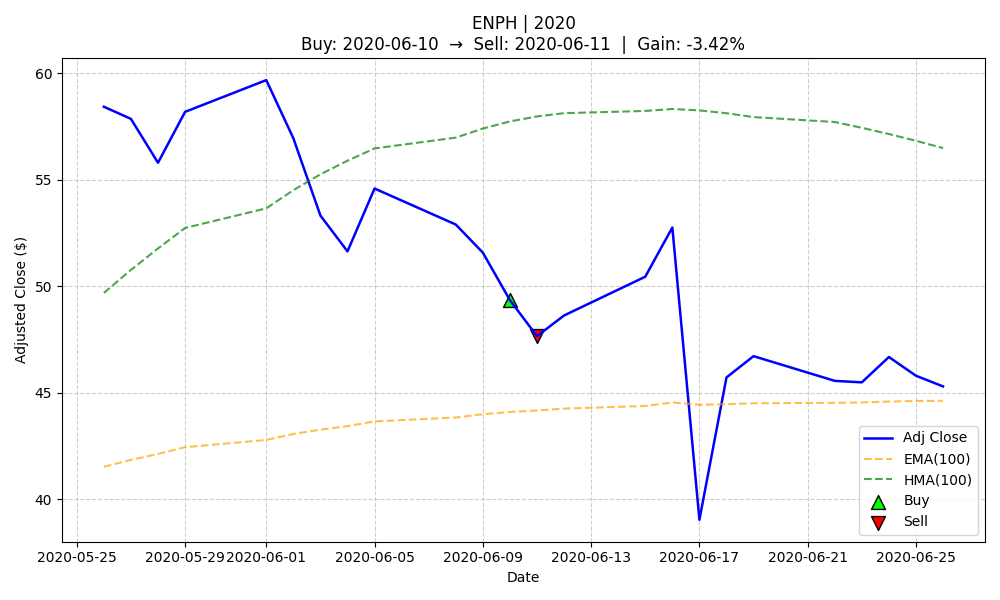 ENPH | 2020
Buy: 2020-06-10 → Sell: 2020-06-11 | Gain: -3.42%
Adjusted Close ($)
60
55
50
45
40
2020-05-25 2020-05-29 2020-06-01 2020-06-05 2020-06-09 2020-06-13 2020-06-17 2020-06-21 2020-06-25
Date
Adj Close
EMA(100)
HMA(100)
Buy
Sell